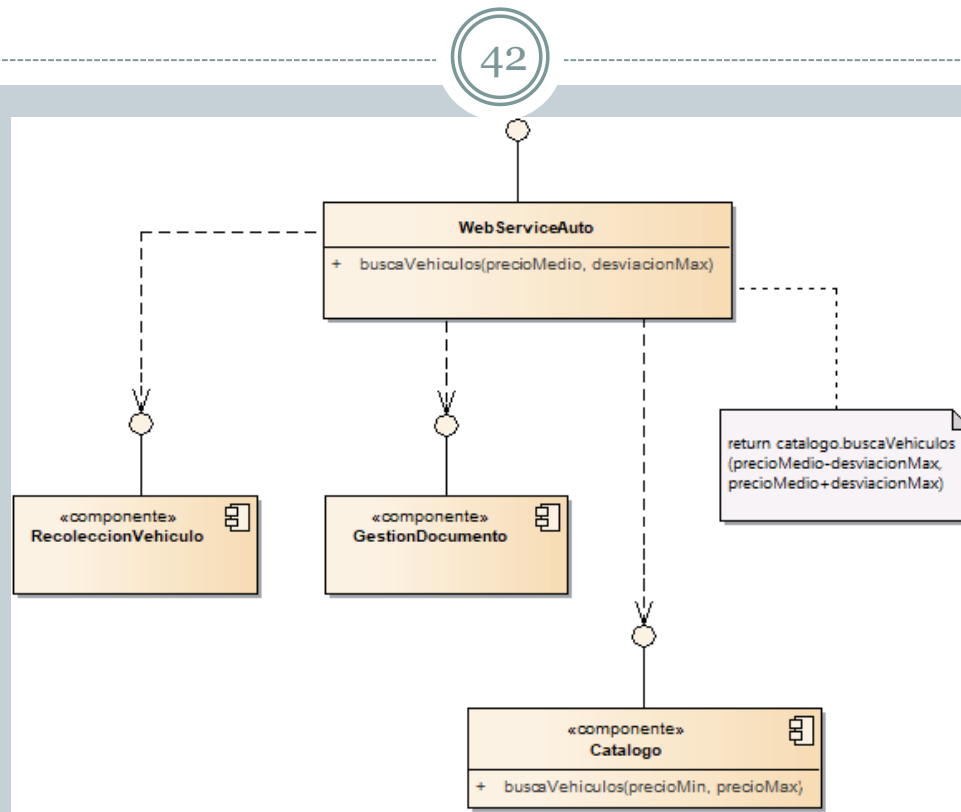 42
WebServiceAuto
+ buscaVehiculos(precioMedio, desviacionMax)
return catalogo.buscaVehiculos
(precioMedio-desviacionMax,
precioMedio+desviacionMax)
«componente»
RecoleccionVehiculo
«componente»
GestionDocumento
«componente»
Catalogo
+ buscaVehiculos(precioMin, precioMax)